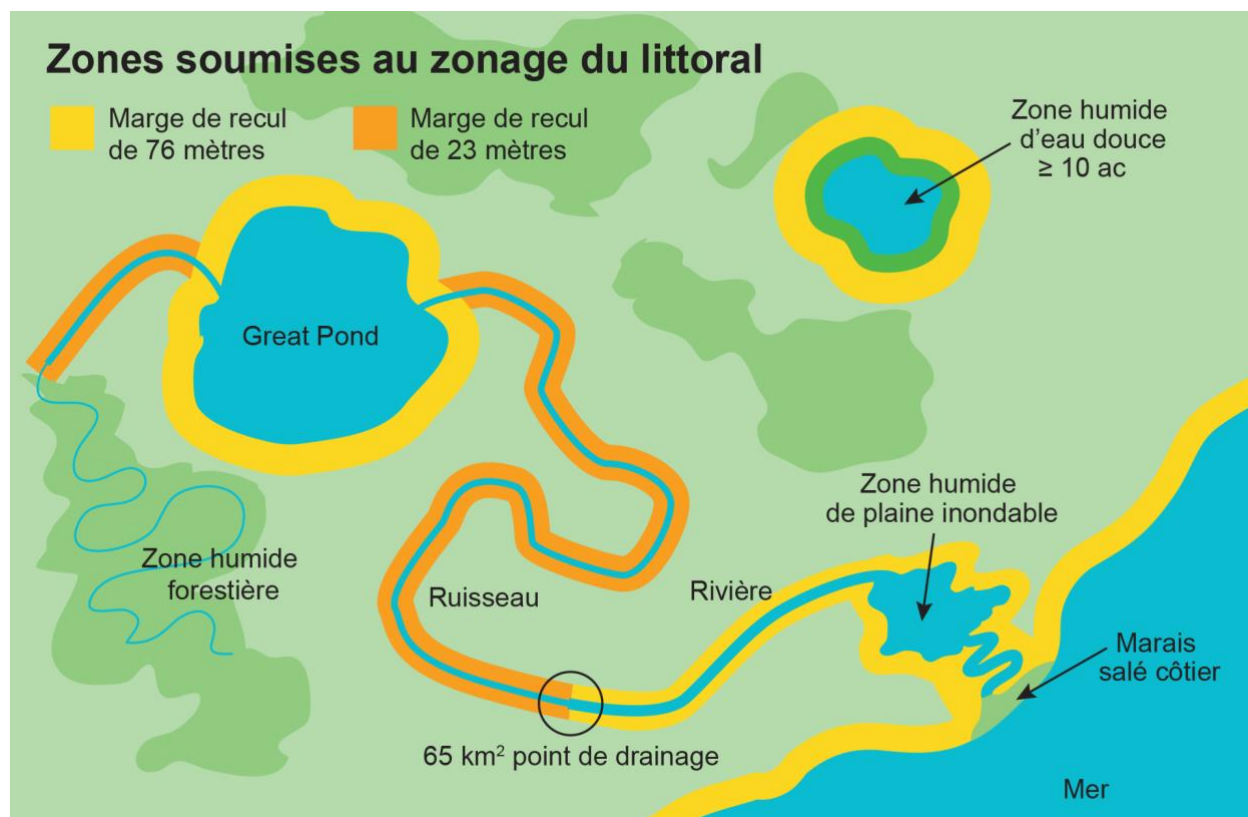 Zones soumises au zonage du littoral
Marge de recul
de 76 mètres
Marge de recul
de 23 mètres
Zone humide
d'eau douce
≥ 10 ac
Great Pond
Zone humide
de plaine inondable
Zone humide
forestière
Ruisseau
Rivière
Marais
salé côtier
65 km² point de drainage
Mer